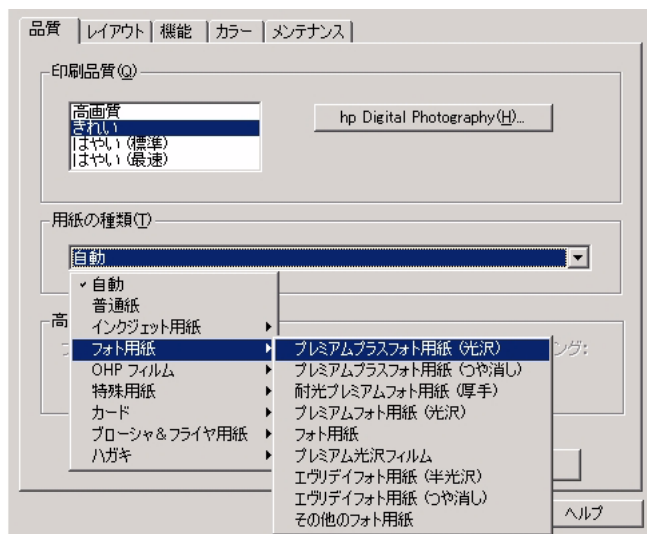 品質 レイアウト 機能 カラー メンテナンス
印刷品質(Q)
高画質
きれい
はやい (標準)
はやい (最速)
hp Digital Photography(H)...
用紙の種類(T)
自動
✓ 自動
普通紙
インクジェット用紙
フォト用紙
OHP フィルム
特殊用紙
カード
ブローシャ&フライヤ用紙
ハガキ
高
プレミアムプラスフォト用紙 (光沢)
プレミアムプラスフォト用紙 (つや消し)
耐光プレミアムフォト用紙 (厚手)
プレミアムフォト用紙 (光沢)
フォト用紙
プレミアム光沢フィルム
エヴリデイフォト用紙 (半光沢)
エヴリデイフォト用紙 (つや消し)
その他のフォト用紙
ング:
ヘルプ